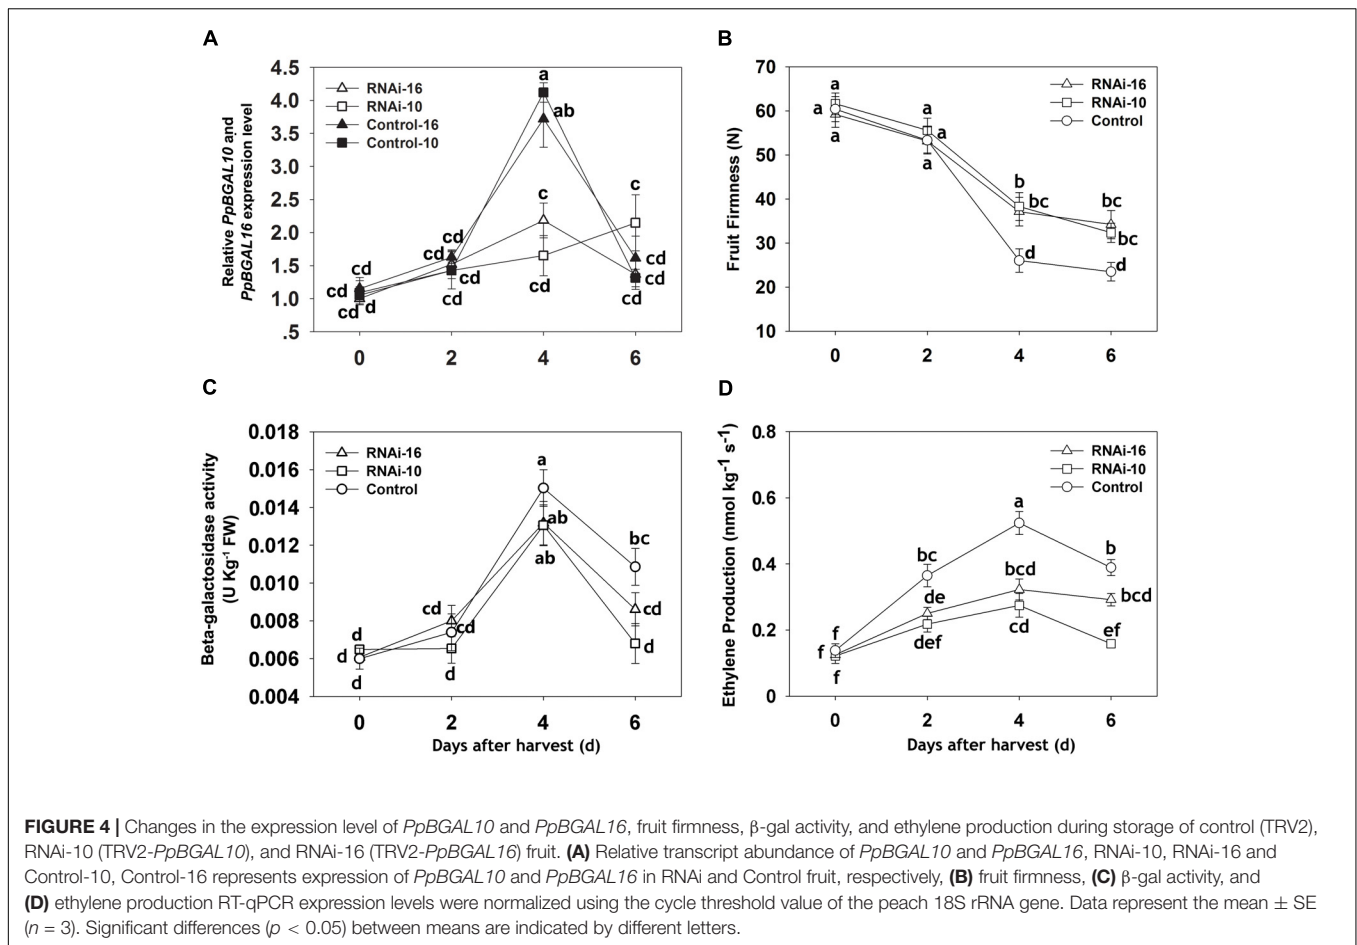 A
Relative PpBGAL10 and
PpBGAL16 expression level
4.5
4.0
3.5
3.0
2.5
2.0
1.5
1.0
.5
RNAi-16
RNAi-10
Control-16
Control-10
a
ab
c
c
cd
cd
cd
cd
cd
cd
cd
cd
cd
cd
cd
cd
d
0 2 4 6
B
Fruit Firmness (N)
70
60
50
40
30
20
10
RNAi-16
RNAi-10
Control
a
a
a
a
a
a
b
bc
bc
bc
d
d
0 2 4 6
C
Beta-galactosidase activity
(U Kg-1 FW)
0.018
0.016
0.014
0.012
0.010
0.008
0.006
0.004
RNAi-16
RNAi-10
Control
a
ab
ab
bc
cd
cd
cd
d
d
d
d
d
0 2 4 6
Days after harvest (d)
D
Ethylene Production (nmol kg-1 s-1)
0.8
0.6
0.4
0.2
0
RNAi-16
RNAi-10
Control
a
bc
b
bcd
bcd
de
cd
def
ef
f
f
f
0 2 4 6
Days after harvest (d)
FIGURE 4 | Changes in the expression level of PpBGAL10 and PpBGAL16, fruit firmness, β-gal activity, and ethylene production during storage of control (TRV2),
RNAi-10 (TRV2-PpBGAL10), and RNAi-16 (TRV2-PpBGAL16) fruit. (A) Relative transcript abundance of PpBGAL10 and PpBGAL16, RNAi-10, RNAi-16 and
Control-10, Control-16 represents expression of PpBGAL10 and PpBGAL16 in RNAi and Control fruit, respectively, (B) fruit firmness, (C) β-gal activity, and
(D) ethylene production RT-qPCR expression levels were normalized using the cycle threshold value of the peach 18S rRNA gene. Data represent the mean ± SE
(n = 3). Significant differences (p < 0.05) between means are indicated by different letters.